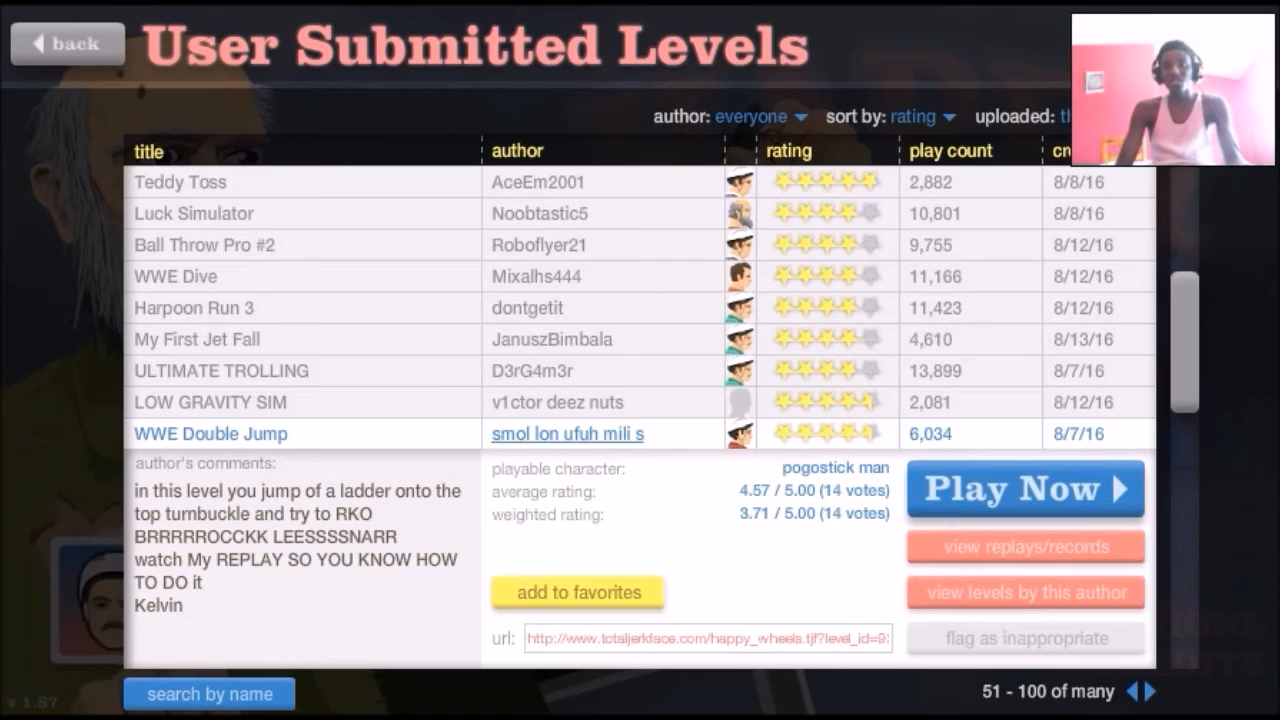 back
User Submitted Levels
author: everyone sort by: rating uploaded: th
title author rating play count cre
Teddy Toss AceEm2001 2,882 8/8/16
Luck Simulator Noobtastic5 10,801 8/8/16
Ball Throw Pro #2 Roboflyer21 9,755 8/12/16
WWE Dive Mixalhs444 11,166 8/12/16
Harpoon Run 3 dontgetit 11,423 8/12/16
My First Jet Fall JanuszBimbala 4,610 8/13/16
ULTIMATE TROLLING D3rG4m3r 13,899 8/7/16
LOW GRAVITY SIM v1ctor deez nuts 2,081 8/12/16
WWE Double Jump smol lon ufuh mili s 6,034 8/7/16
author's comments:
in this level you jump of a ladder onto the
top turnbuckle and try to RKO
BRRRRROCCKK LEESSSSNARR
watch My REPLAY SO YOU KNOW HOW
TO DO it
Kelvin
playable character: pogostick man
average rating: 4.57 / 5.00 (14 votes)
weighted rating: 3.71 / 5.00 (14 votes)
add to favorites
url: http://www.totaljerkface.com/happy_wheels.tjf?level_id=9
Play Now
view replays/records
view levels by this author
flag as inappropriate
v 1.87
search by name
51 - 100 of many